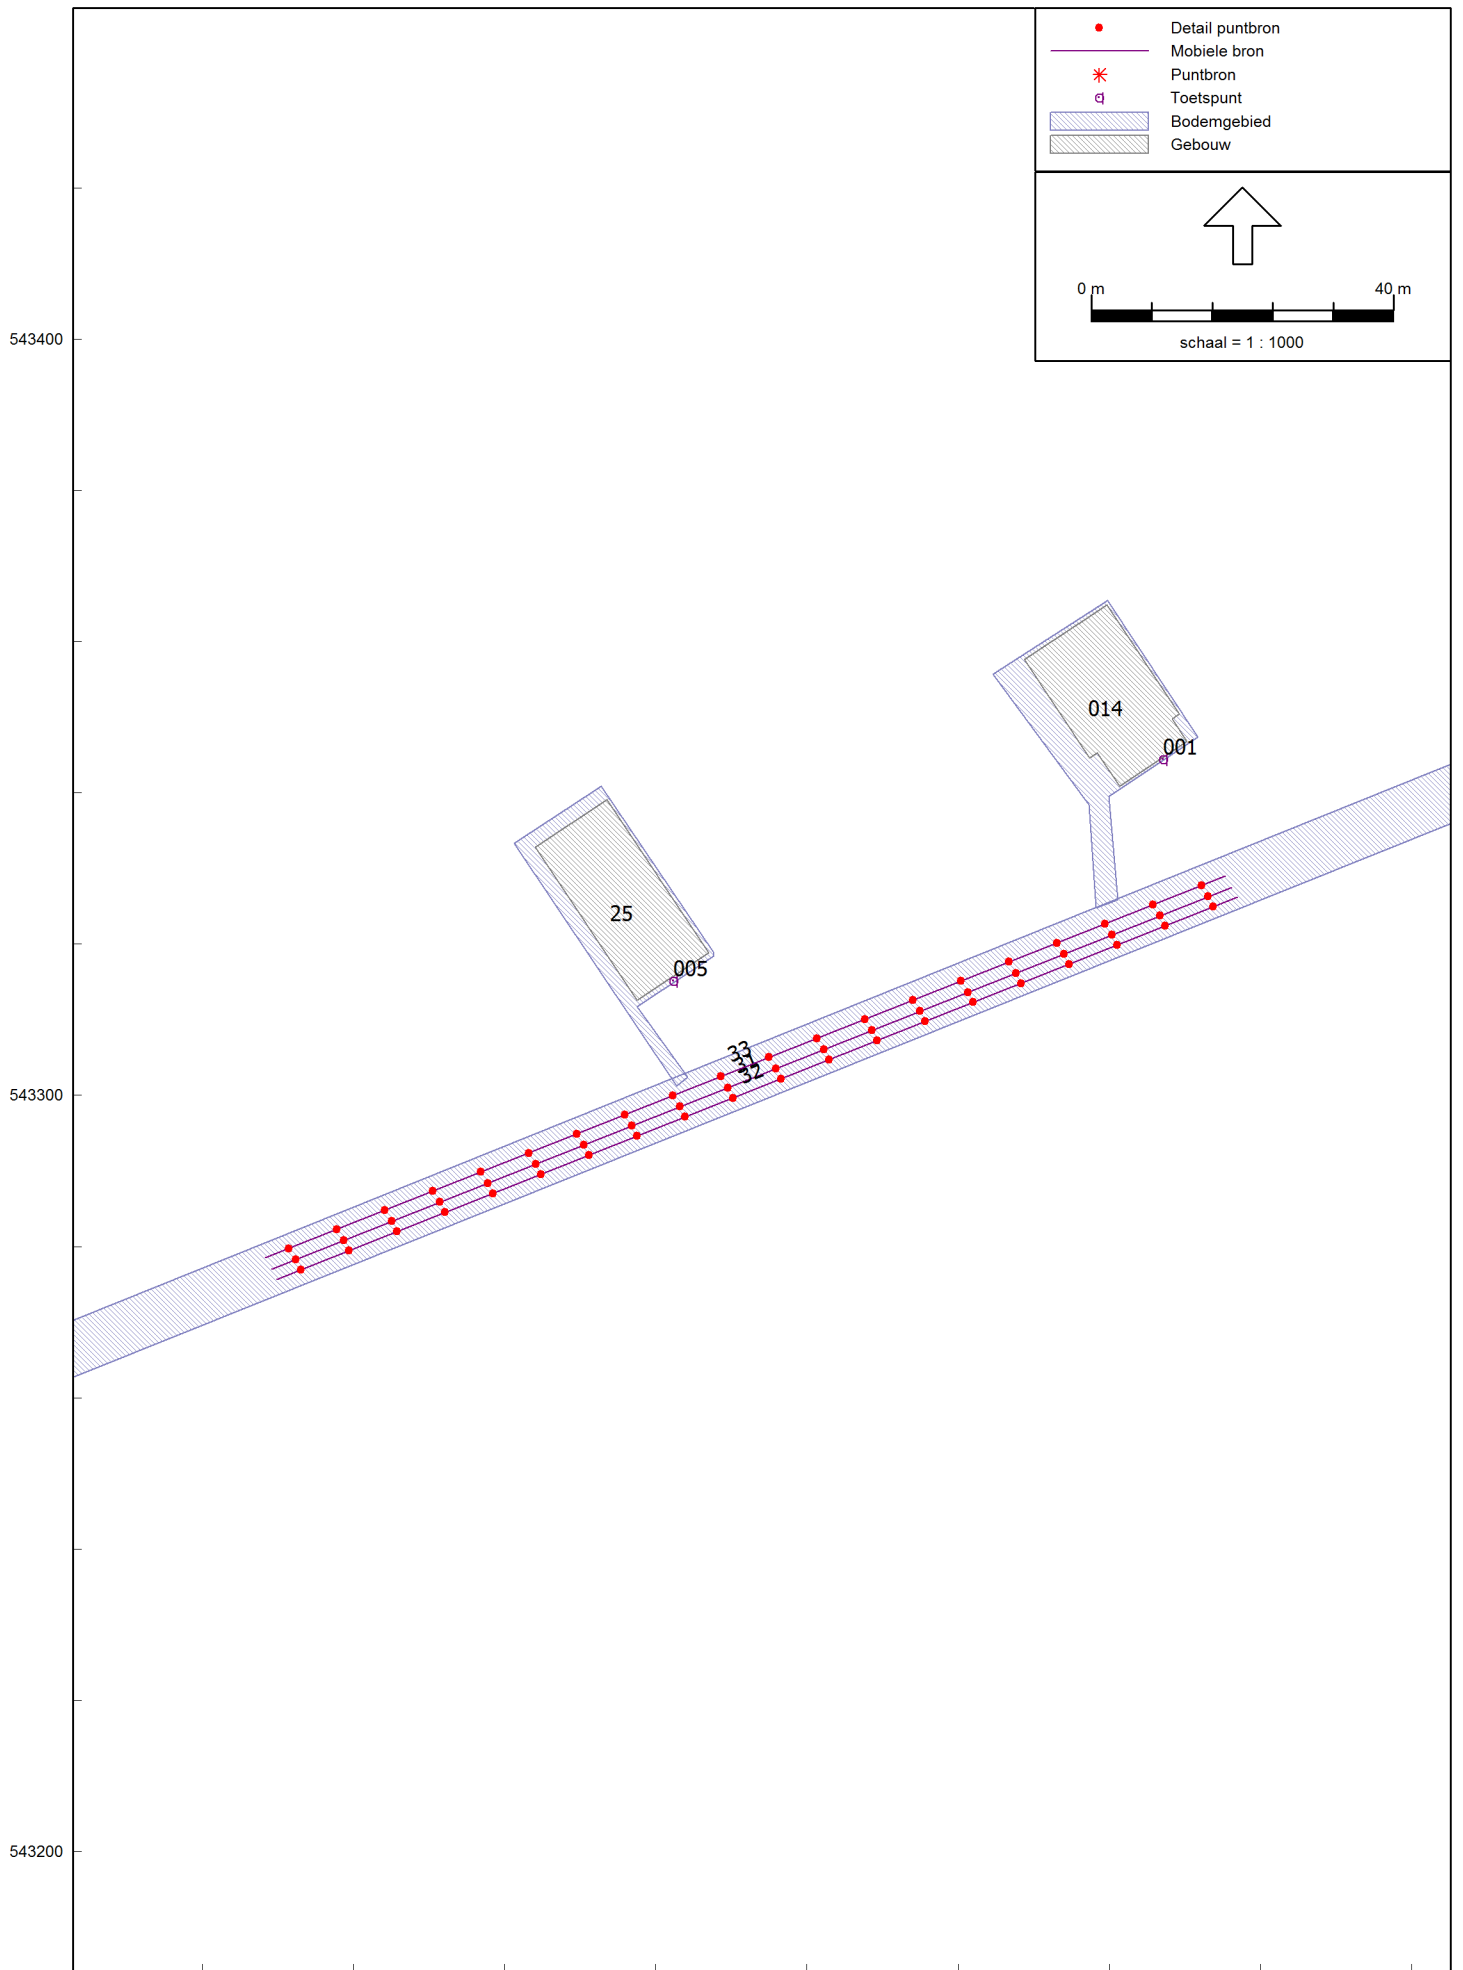 Detail puntbron
Mobiele bron
Puntbron
Toetspunt
Bodemgebied
Gebouw
0 m 40 m
schaal = 1 : 1000
543400
014
001
25
005
33
31
32
543300
543200